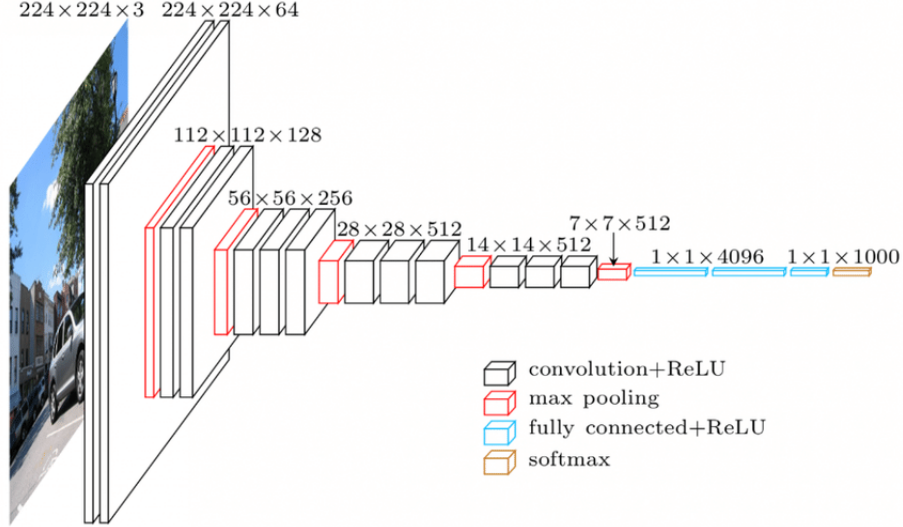 224×224×3
224×224×64
112×112×128
56×56×256
28×28×512
14×14×512
7×7×512
1×1×4096
1×1×1000
convolution+ReLU
max pooling
fully connected+ReLU
softmax